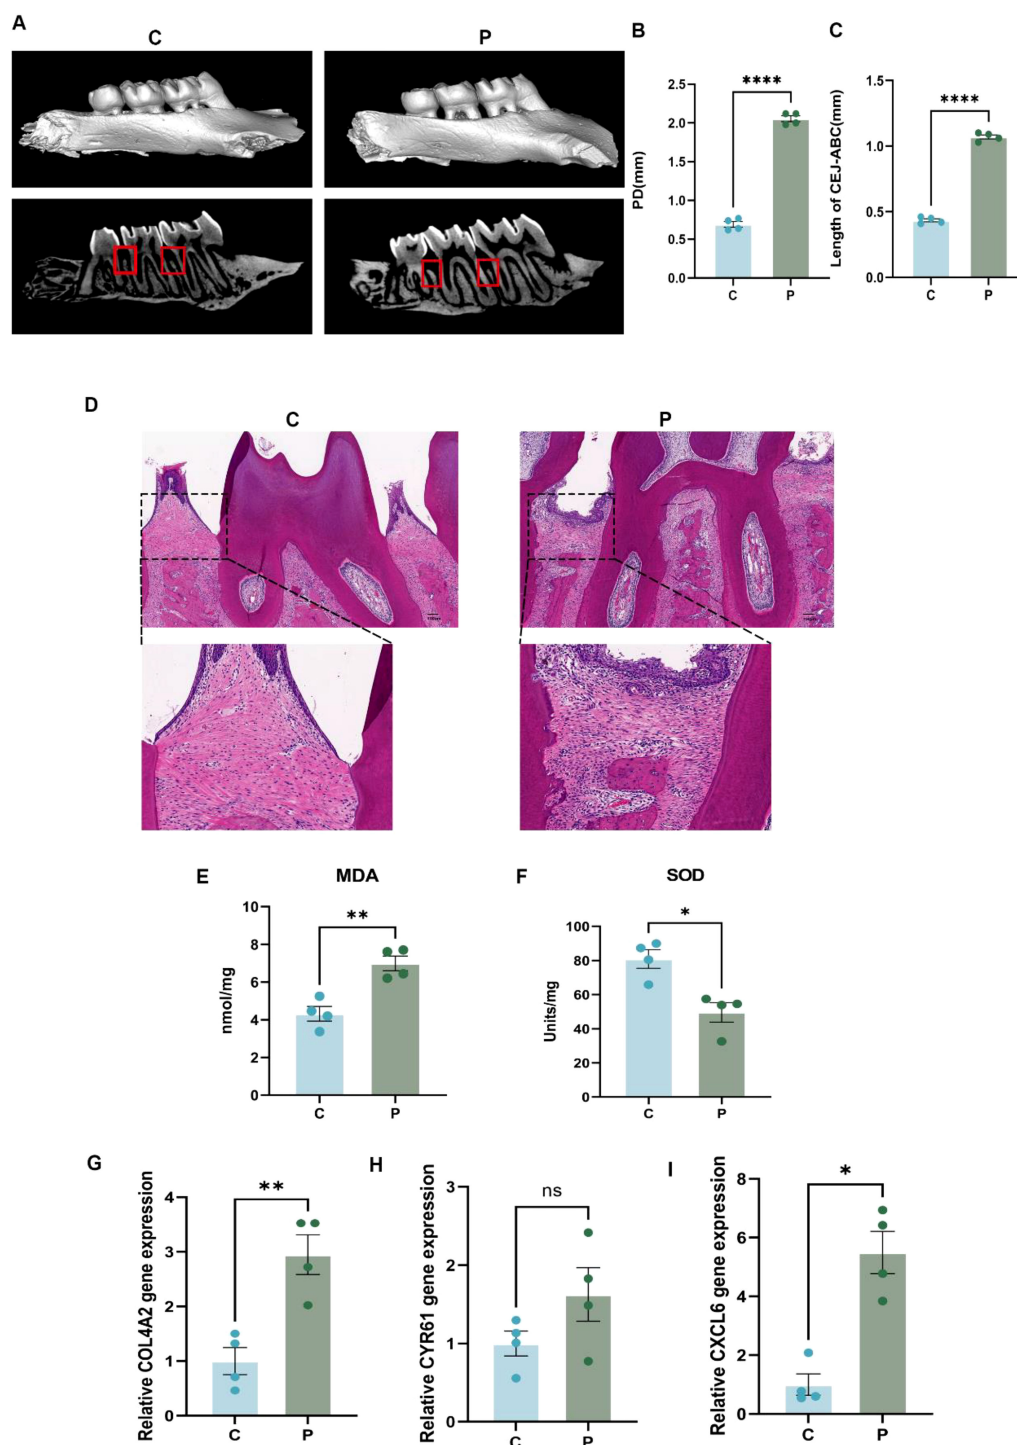 A
C
P
B
PD(mm)
2.5
2.0
1.5
1.0
0.5
0.0
****
C
P
C
Length of CEJ-ABC(mm)
1.5
1.0
0.5
0.0
****
C
P
D
C
P
E
MDA
nmol/mg
10
8
6
4
2
0
**
C
P
F
SOD
Units/mg
100
80
60
40
20
0
*
C
P
G
Relative COL4A2 gene expression
4
3
2
1
0
**
C
P
H
Relative CYR61 gene expression
3
2
1
0
ns
C
P
I
Relative CXCL6 gene expression
8
6
4
2
0
*
C
P